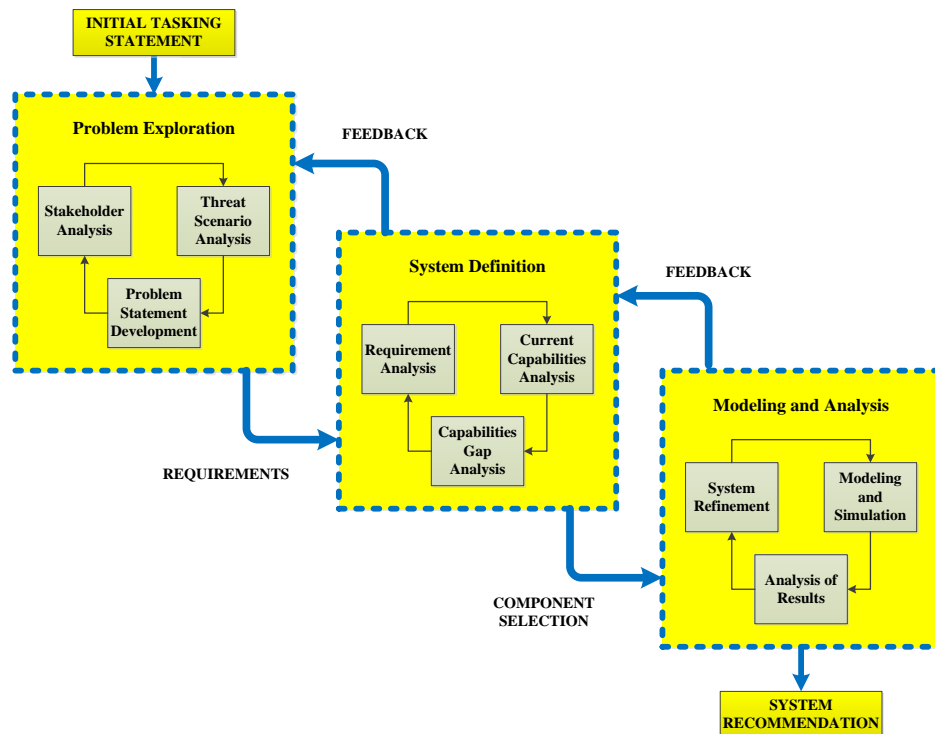 INITIAL TASKING
STATEMENT
Problem Exploration
Stakeholder
Analysis
Threat
Scenario
Analysis
Problem
Statement
Development
FEEDBACK
REQUIREMENTS
System Definition
Requirement
Analysis
Current
Capabilities
Analysis
Capabilities
Gap
Analysis
FEEDBACK
COMPONENT
SELECTION
Modeling and Analysis
System
Refinement
Modeling
and
Simulation
Analysis of
Results
SYSTEM
RECOMMENDATION